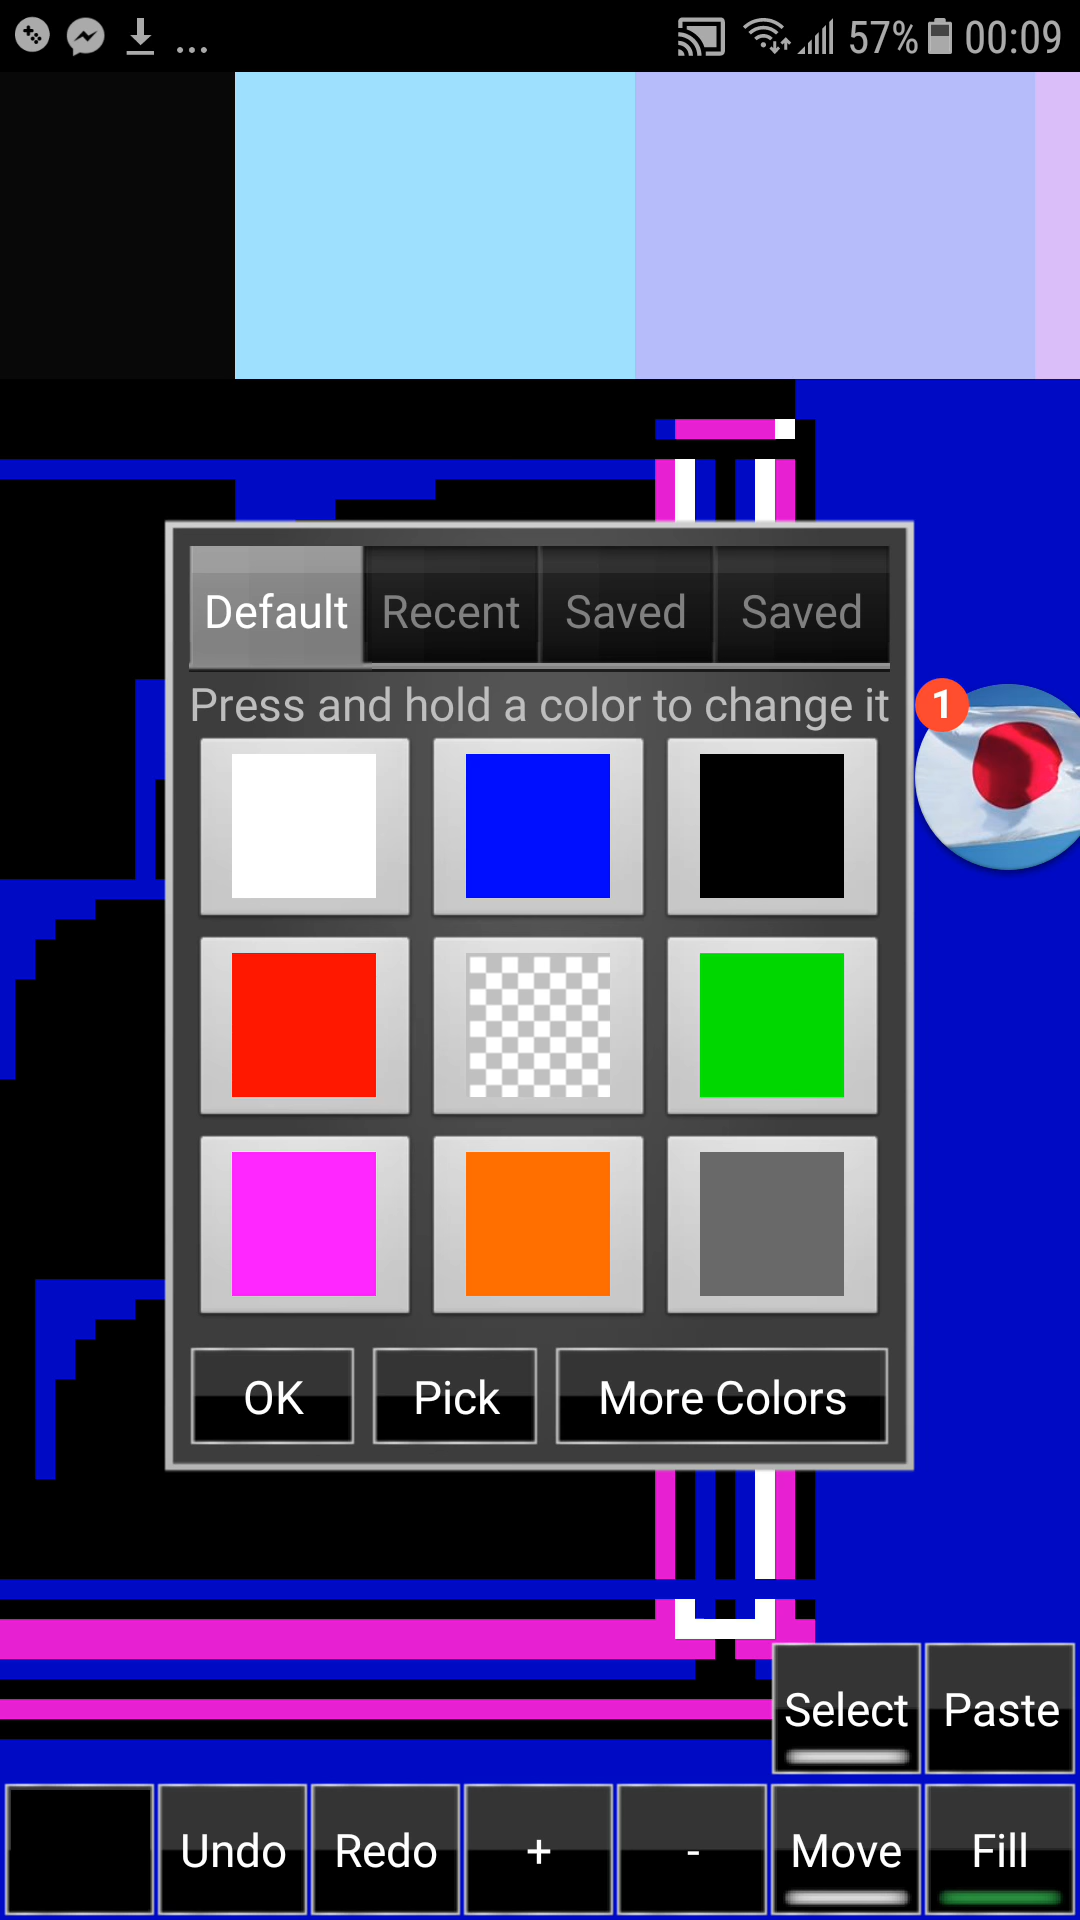 ... 57% 00:09
Default Recent Saved Saved
Press and hold a color to change it
1
OK Pick More Colors
Select Paste
Undo Redo + - Move Fill